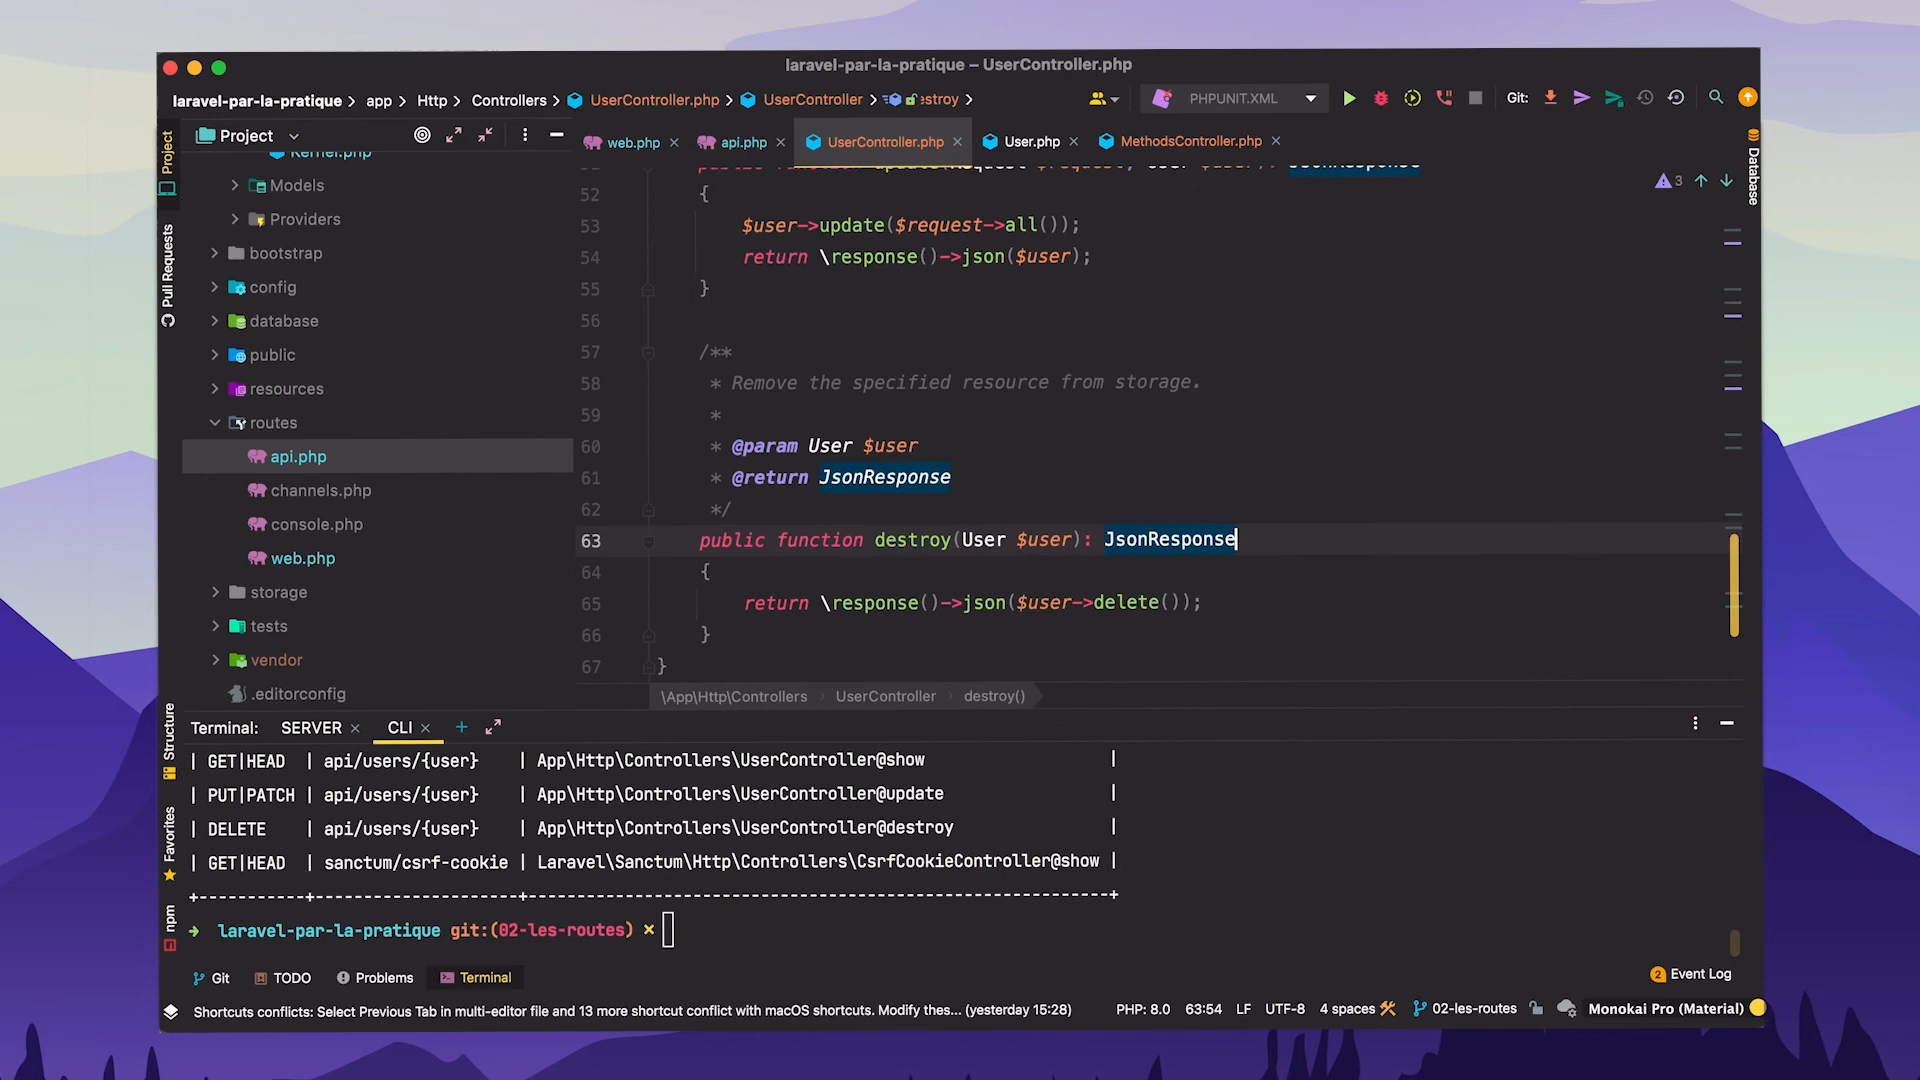 laravel-par-la-pratique – UserController.php
laravel-par-la-pratique > app > Http > Controllers > UserController.php > UserController > estroy >
PHPUNIT.XML
Git:
Project
web.php
api.php
UserController.php
User.php
MethodsController.php
Project
Pull Requests
Structure
Favorites
npm
Database
Kernel.php
Models
Providers
bootstrap
config
database
public
resources
routes
api.php
channels.php
console.php
web.php
storage
tests
vendor
.editorconfig
3
52 {
53 $user->update($request->all());
54 return \response()->json($user);
55 }
56
57 /**
58 * Remove the specified resource from storage.
59 *
60 * @param User $user
61 * @return JsonResponse
62 */
63 public function destroy(User $user): JsonResponse
64 {
65 return \response()->json($user->delete());
66 }
67 }
\App\Http\Controllers › UserController › destroy()
Terminal: SERVER CLI
| GET|HEAD | api/users/{user} | App\Http\Controllers\UserController@show |
| PUT|PATCH | api/users/{user} | App\Http\Controllers\UserController@update |
| DELETE | api/users/{user} | App\Http\Controllers\UserController@destroy |
| GET|HEAD | sanctum/csrf-cookie | Laravel\Sanctum\Http\Controllers\CsrfCookieController@show |
+-----------+---------------------+------------------------------------------------------------+
➜ laravel-par-la-pratique git:(02-les-routes) ✗
Git TODO Problems Terminal
2 Event Log
Shortcuts conflicts: Select Previous Tab in multi-editor file and 13 more shortcut conflict with macOS shortcuts. Modify thes... (yesterday 15:28)
PHP: 8.0 63:54 LF UTF-8 4 spaces 02-les-routes Monokai Pro (Material)